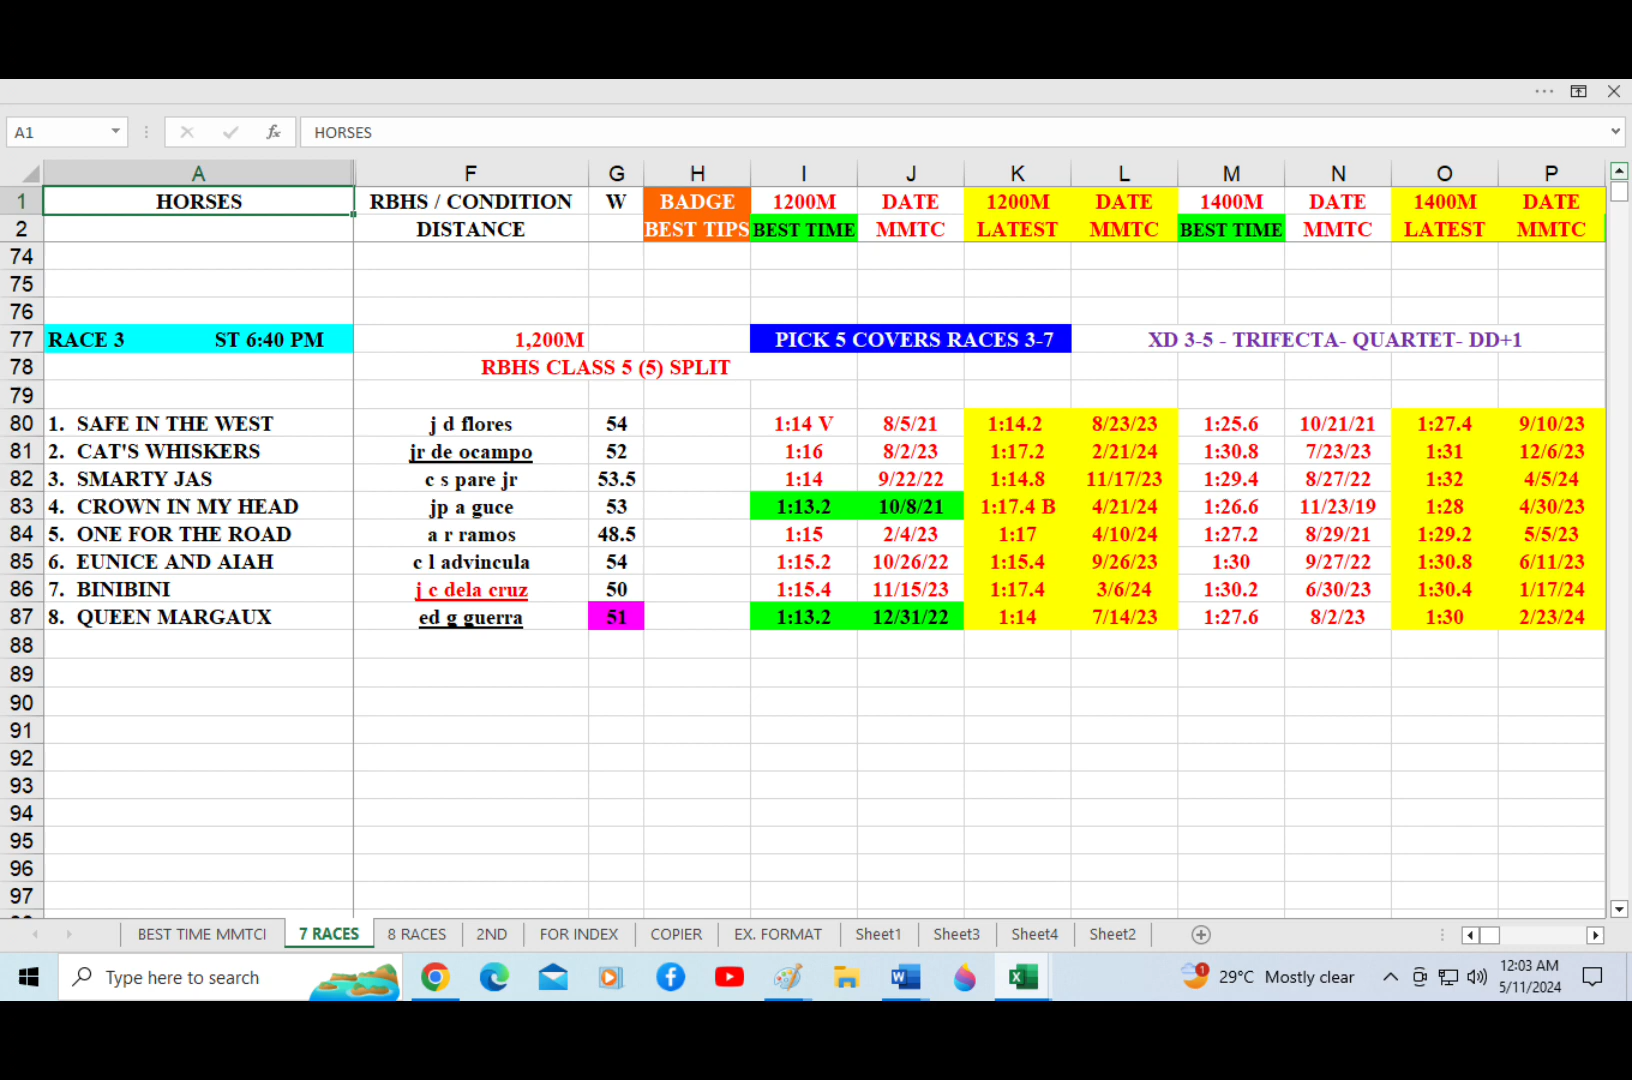 A1 fx HORSES
A F G H I J K L M N O P
1 HORSES RBHS / CONDITION W BADGE 1200M DATE 1200M DATE 1400M DATE 1400M DATE
2 DISTANCE BEST TIPS BEST TIME MMTC LATEST MMTC BEST TIME MMTC LATEST MMTC
74
75
76
77 RACE 3 ST 6:40 PM 1,200M PICK 5 COVERS RACES 3-7 XD 3-5 - TRIFECTA- QUARTET- DD+1
78 RBHS CLASS 5 (5) SPLIT
79
80 1. SAFE IN THE WEST j d flores 54 1:14 V 8/5/21 1:14.2 8/23/23 1:25.6 10/21/21 1:27.4 9/10/23
81 2. CAT'S WHISKERS jr de ocampo 52 1:16 8/2/23 1:17.2 2/21/24 1:30.8 7/23/23 1:31 12/6/23
82 3. SMARTY JAS c s pare jr 53.5 1:14 9/22/22 1:14.8 11/17/23 1:29.4 8/27/22 1:32 4/5/24
83 4. CROWN IN MY HEAD jp a guce 53 1:13.2 10/8/21 1:17.4 B 4/21/24 1:26.6 11/23/19 1:28 4/30/23
84 5. ONE FOR THE ROAD a r ramos 48.5 1:15 2/4/23 1:17 4/10/24 1:27.2 8/29/21 1:29.2 5/5/23
85 6. EUNICE AND AIAH c l advincula 54 1:15.2 10/26/22 1:15.4 9/26/23 1:30 9/27/22 1:30.8 6/11/23
86 7. BINIBINI j c dela cruz 50 1:15.4 11/15/23 1:17.4 3/6/24 1:30.2 6/30/23 1:30.4 1/17/24
87 8. QUEEN MARGAUX ed g guerra 51 1:13.2 12/31/22 1:14 7/14/23 1:27.6 8/2/23 1:30 2/23/24
88
89
90
91
92
93
94
95
96
97
BEST TIME MMTCI 7 RACES 8 RACES 2ND FOR INDEX COPIER EX. FORMAT Sheet1 Sheet3 Sheet4 Sheet2
Type here to search 1 29°C Mostly clear 12:03 AM
5/11/2024